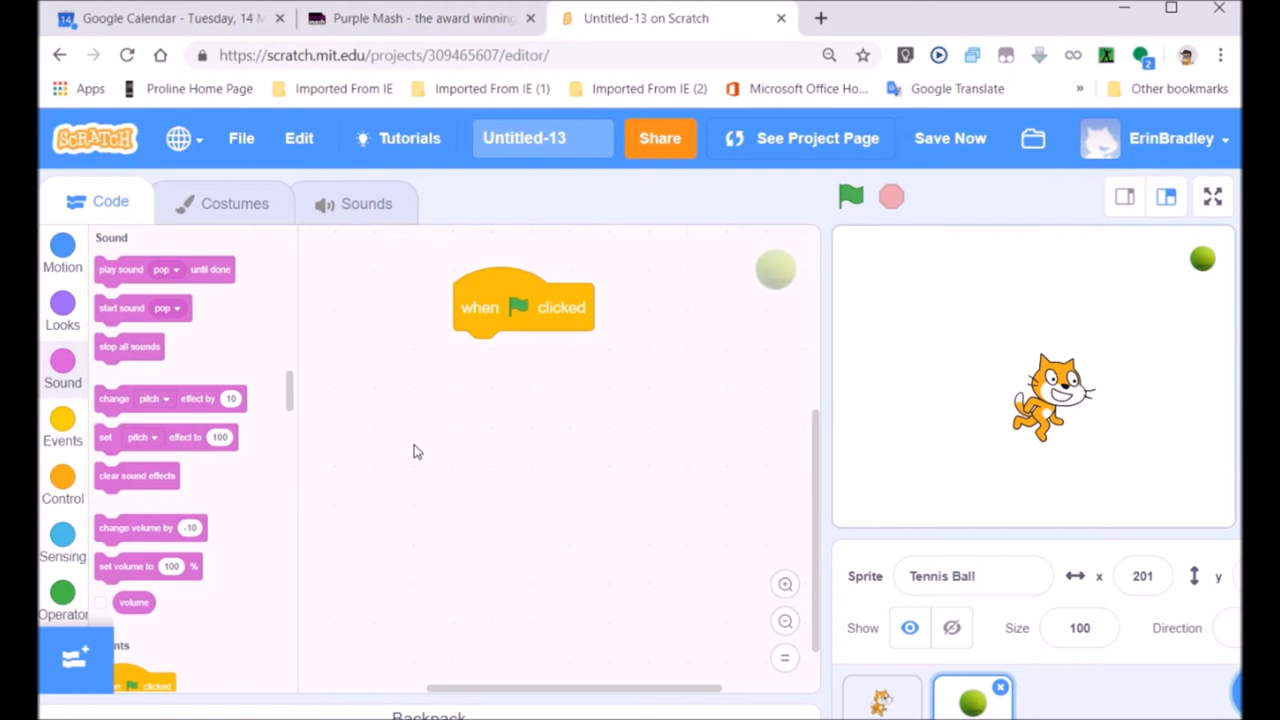 14 Google Calendar - Tuesday, 14 M
Purple Mash - the award winning
Untitled-13 on Scratch
https://scratch.mit.edu/projects/309465607/editor/
2
Apps Proline Home Page Imported From IE Imported From IE (1) Imported From IE (2) Microsoft Office Ho... Google Translate » Other bookmarks
SCRATCH File Edit Tutorials Untitled-13 Share See Project Page Save Now ErinBradley
Code Costumes Sounds
Motion
Looks
Sound
Events
Control
Sensing
Operator
Sound
play sound pop until done
start sound pop
stop all sounds
change pitch effect by 10
set pitch effect to 100
clear sound effects
change volume by -10
set volume to 100 %
volume
nts
n clicked
when clicked
Sprite Tennis Ball x 201 y
Show Size 100 Direction
Backpack